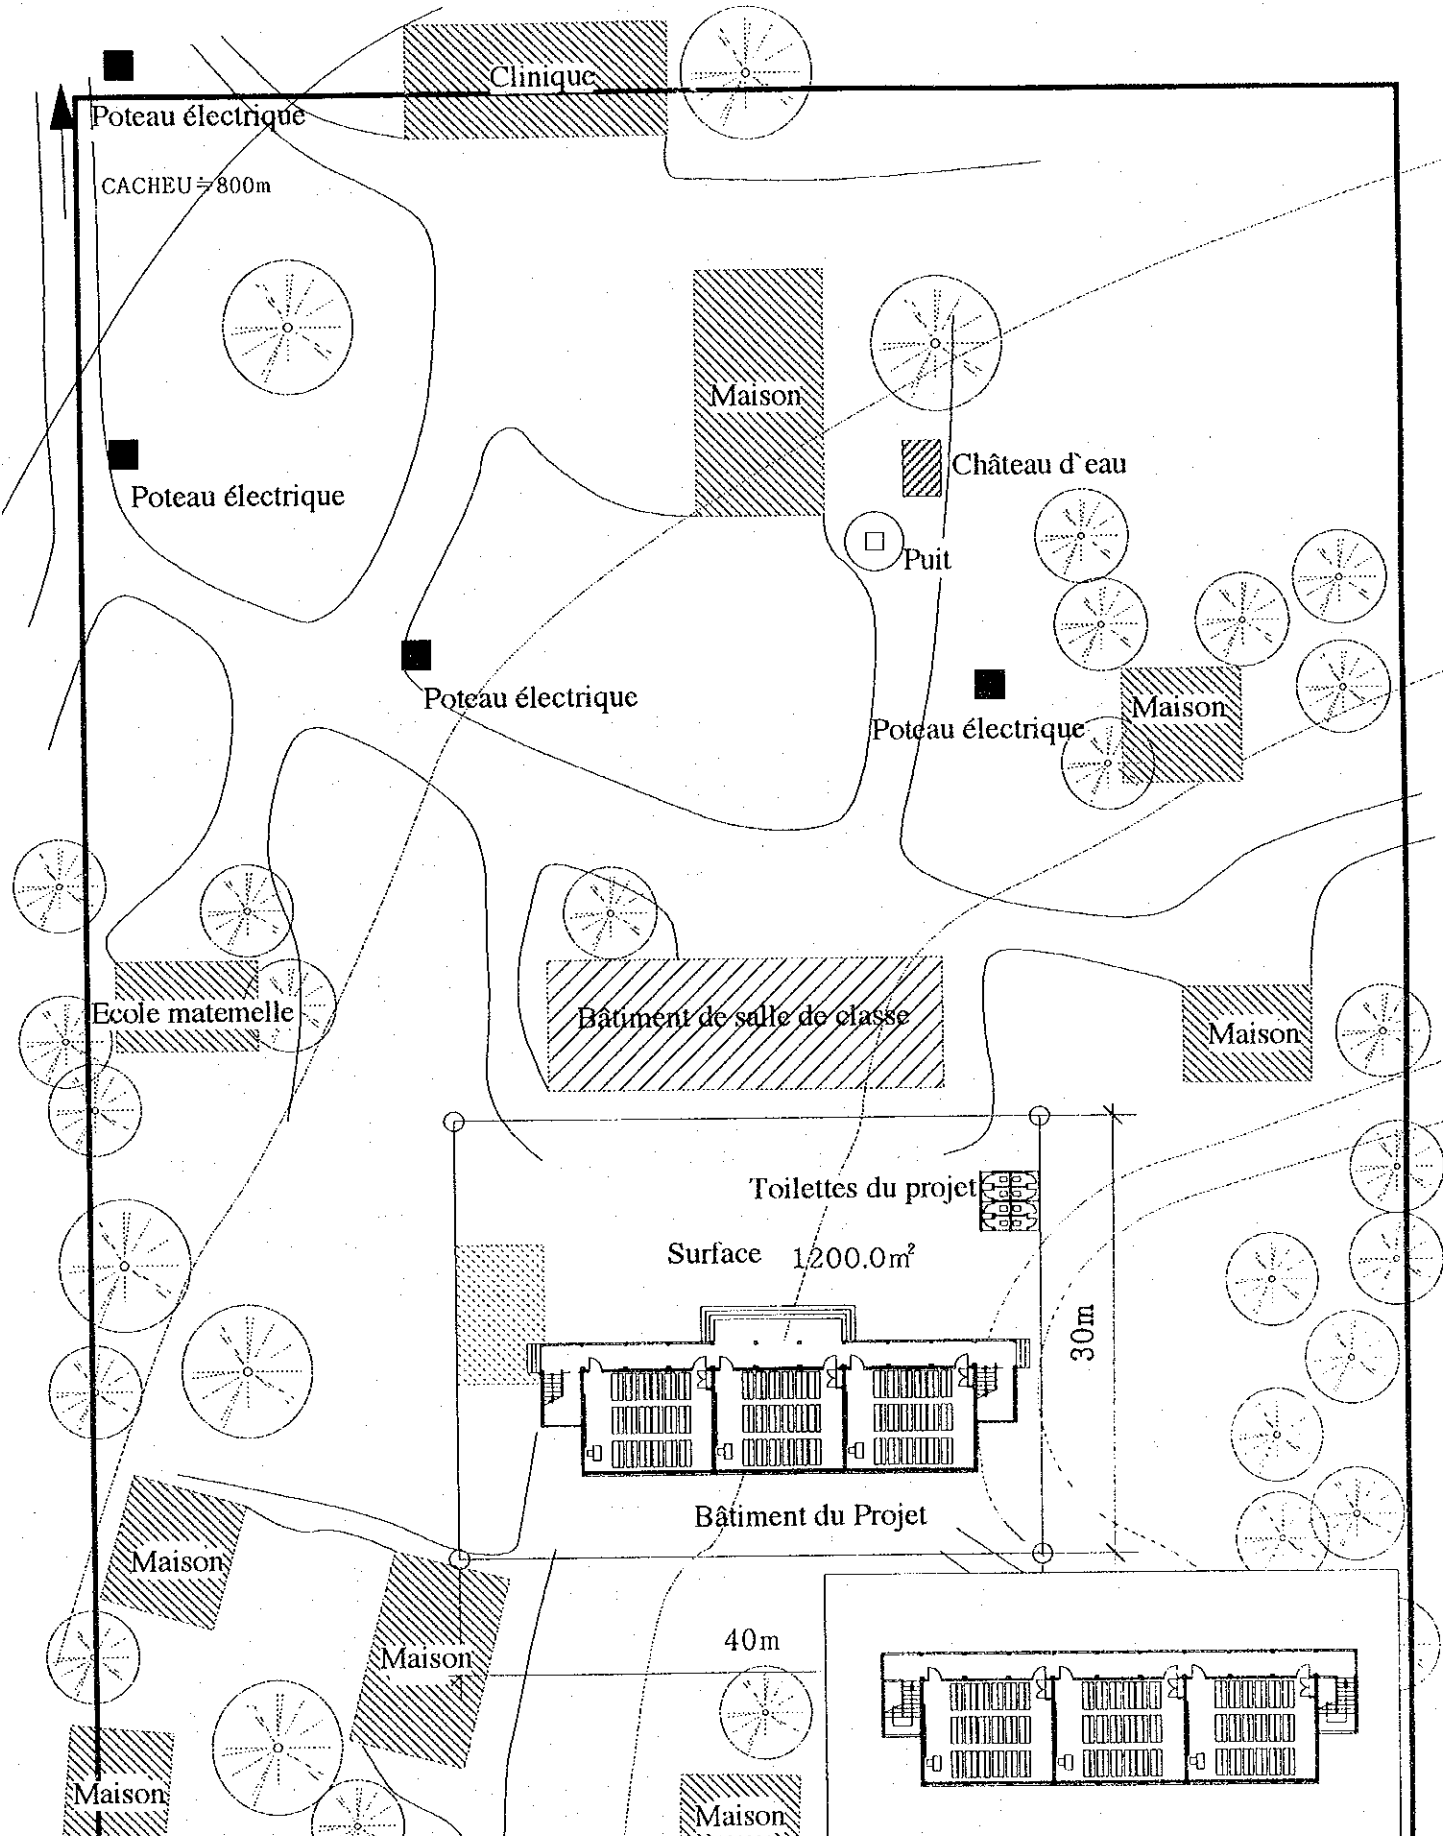 Clinique
Poteau électrique
CACHEU≒800m
Maison
Château d`eau
Poteau électrique
Puit
Poteau électrique
Maison
Poteau électrique
Ecole matemelle
Bâtiment de salle de classe
Maison
Toilettes du projet
Surface 1200.0m²
30m
Bâtiment du Projet
Maison
40m
Maison
Maison
Maison